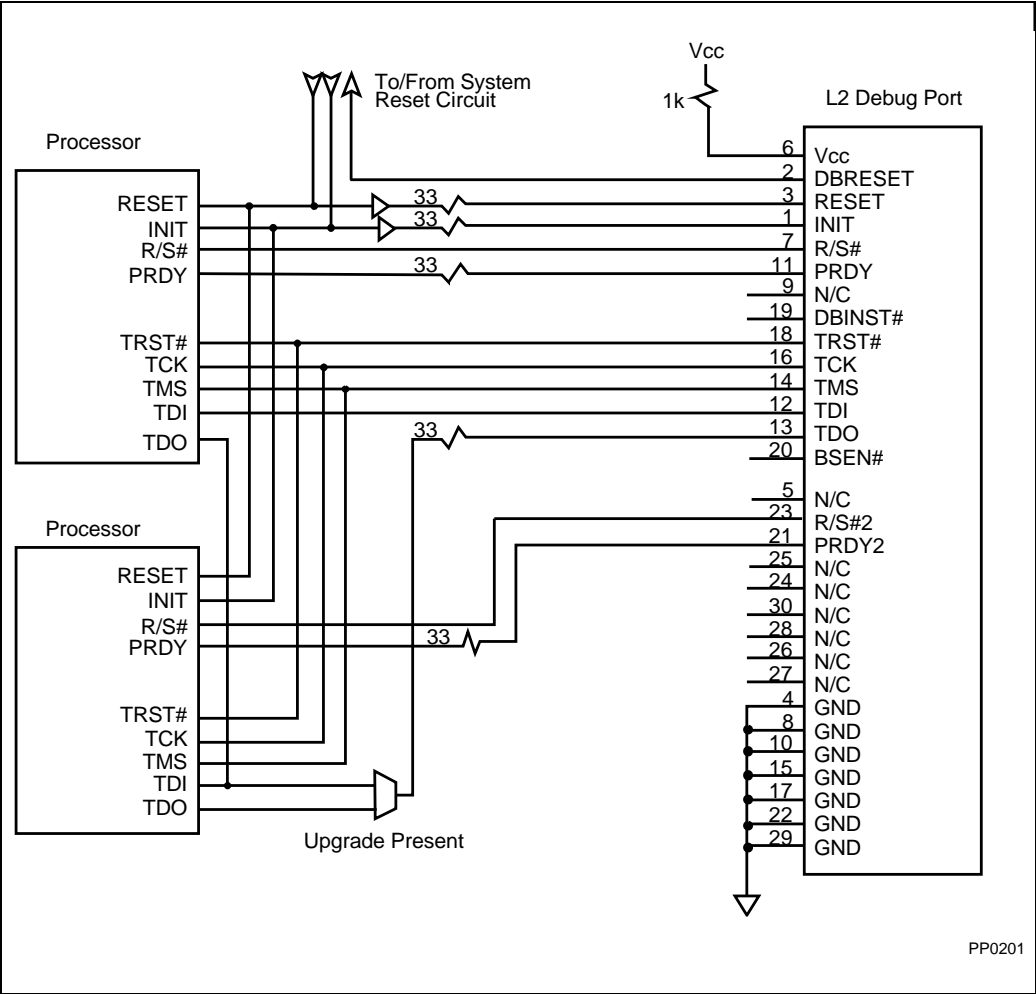 Vcc
To/From System
Reset Circuit
1k
L2 Debug Port
Processor
RESET
INIT
R/S#
PRDY
TRST#
TCK
TMS
TDI
TDO
33
33
33
33
6 Vcc
2 DBRESET
3 RESET
1 INIT
7 R/S#
11 PRDY
9 N/C
19 DBINST#
18 TRST#
16 TCK
14 TMS
12 TDI
13 TDO
20 BSEN#
5 N/C
23 R/S#2
21 PRDY2
25 N/C
24 N/C
30 N/C
28 N/C
26 N/C
27 N/C
4 GND
8 GND
10 GND
15 GND
17 GND
22 GND
29 GND
Processor
RESET
INIT
R/S#
PRDY
33
TRST#
TCK
TMS
TDI
TDO
Upgrade Present
PP0201